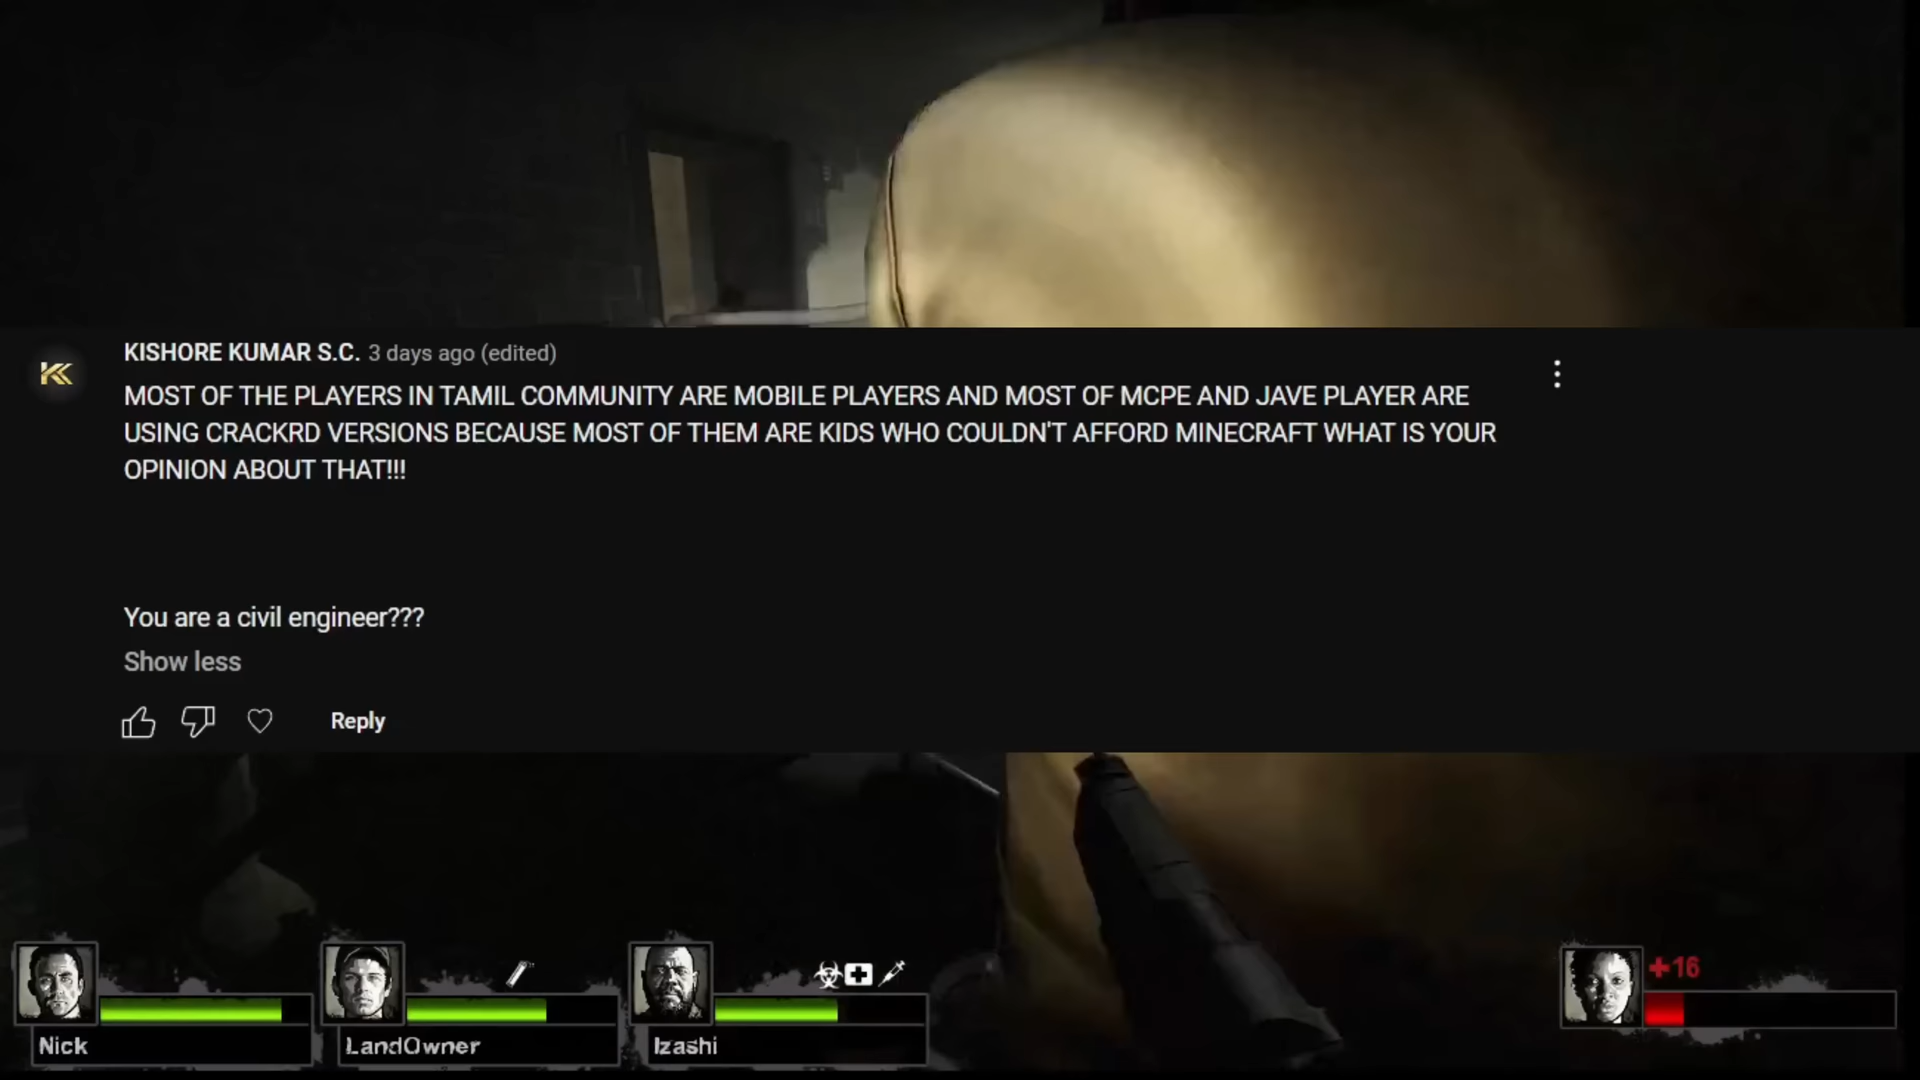 KISHORE KUMAR S.C. 3 days ago (edited)
MOST OF THE PLAYERS IN TAMIL COMMUNITY ARE MOBILE PLAYERS AND MOST OF MCPE AND JAVE PLAYER ARE
USING CRACKRD VERSIONS BECAUSE MOST OF THEM ARE KIDS WHO COULDN'T AFFORD MINECRAFT WHAT IS YOUR
OPINION ABOUT THAT!!!
You are a civil engineer???
Show less
Reply
+16
Nick
LandOwner
Izashi